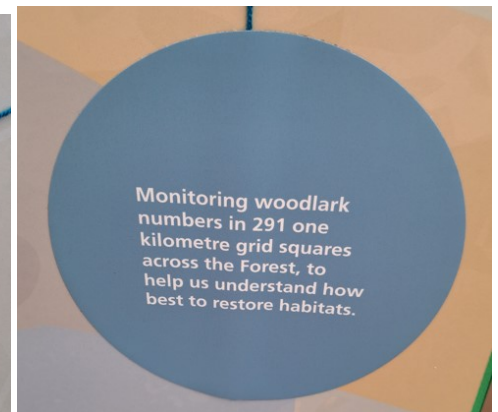 Monitoring woodlark
numbers in 291 one
kilometre grid squares
across the Forest, to
help us understand how
best to restore habitats.